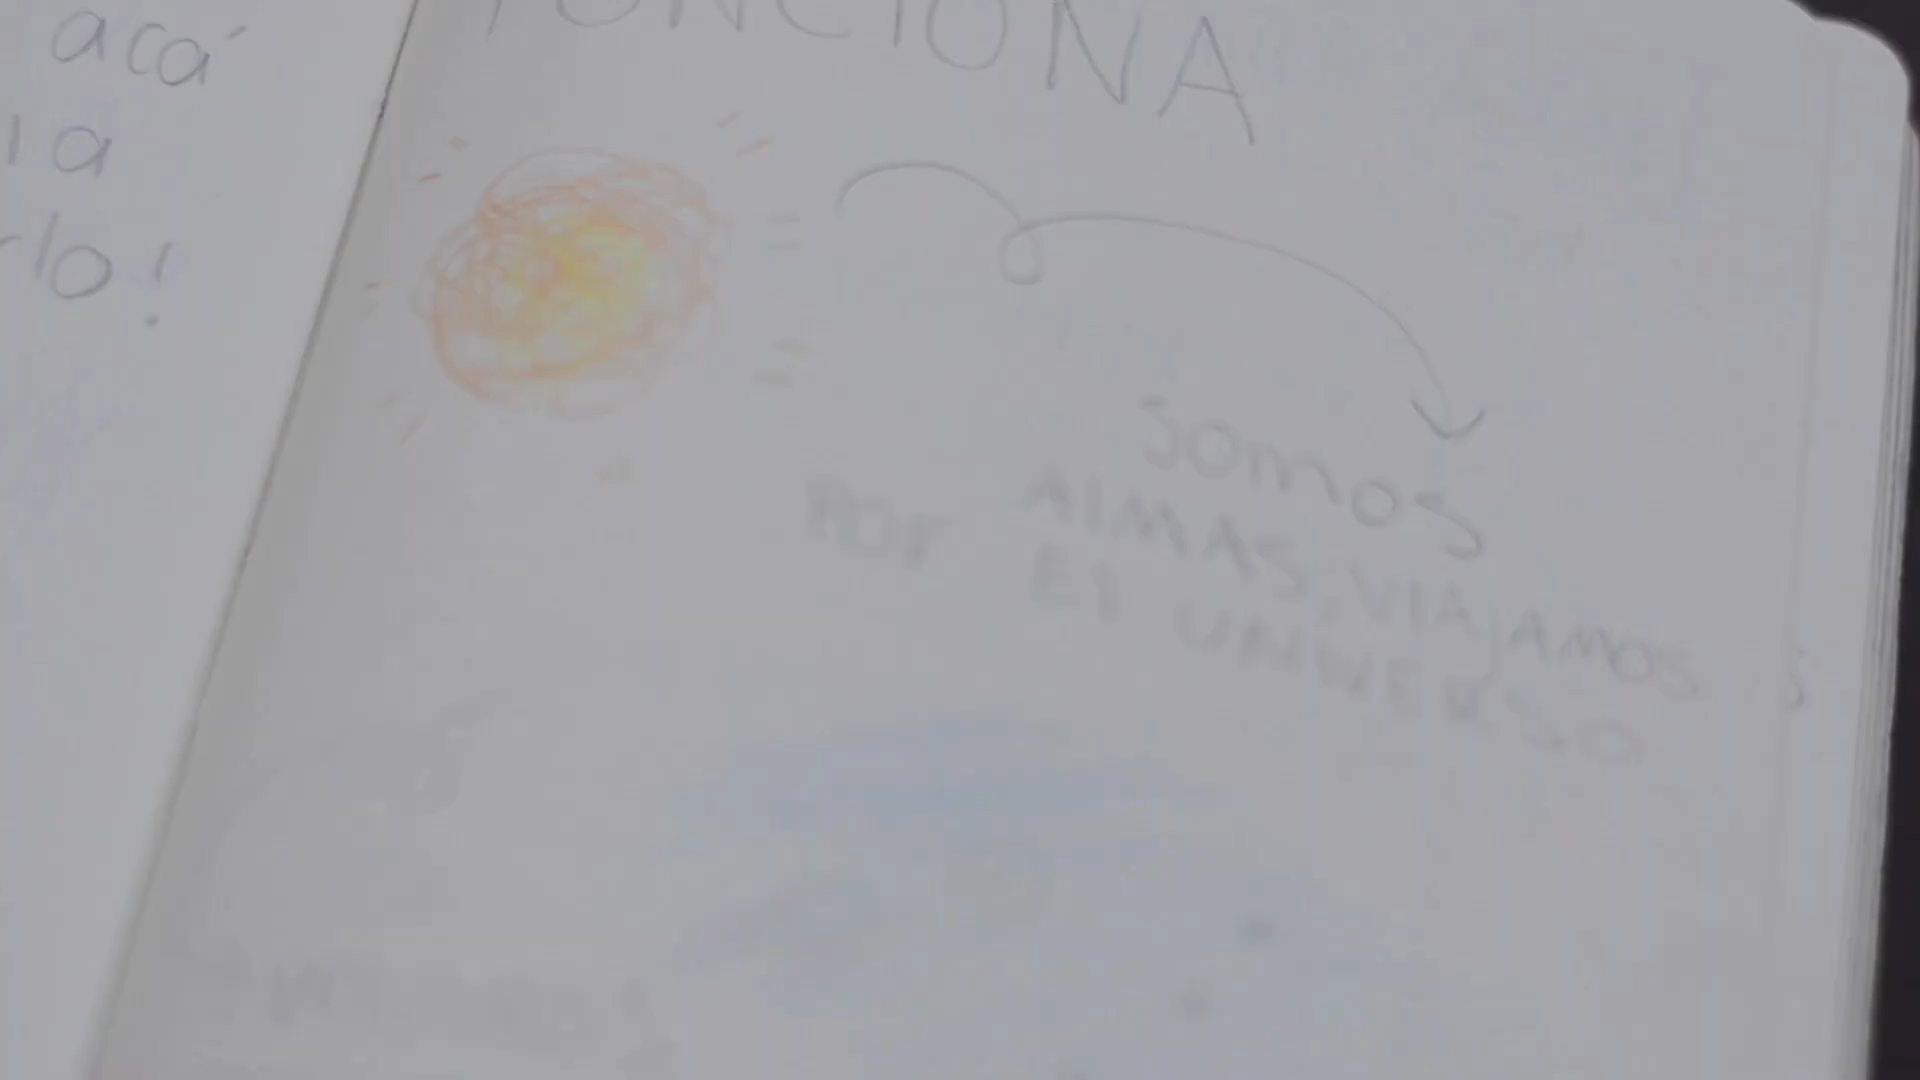 acá
la
rlo!
FUNCIONA
Somos
AlMAS, VIAJAMOS
POr El UNIVERSO